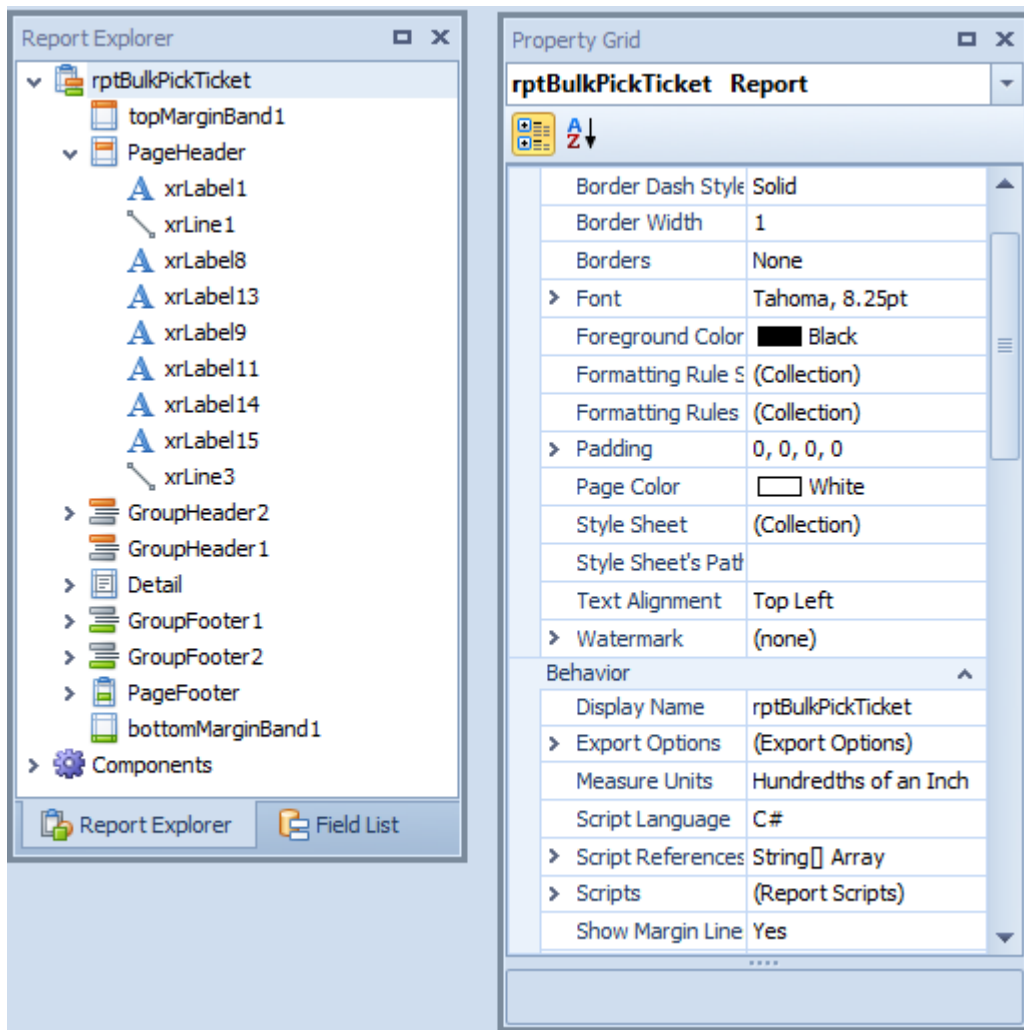 Report Explorer
rptBulkPickTicket
topMarginBand1
PageHeader
xrLabel1
xrLine1
xrLabel8
xrLabel13
xrLabel9
xrLabel11
xrLabel14
xrLabel15
xrLine3
GroupHeader2
GroupHeader1
Detail
GroupFooter1
GroupFooter2
PageFooter
bottomMarginBand1
Components
Report Explorer Field List
Property Grid
rptBulkPickTicket Report
A
Z
Border Dash Style Solid
Border Width 1
Borders None
Font Tahoma, 8.25pt
Foreground Color Black
Formatting Rule S (Collection)
Formatting Rules (Collection)
Padding 0, 0, 0, 0
Page Color White
Style Sheet (Collection)
Style Sheet's Path
Text Alignment Top Left
Watermark (none)
Behavior
Display Name rptBulkPickTicket
Export Options (Export Options)
Measure Units Hundredths of an Inch
Script Language C#
Script References String[] Array
Scripts (Report Scripts)
Show Margin Line Yes